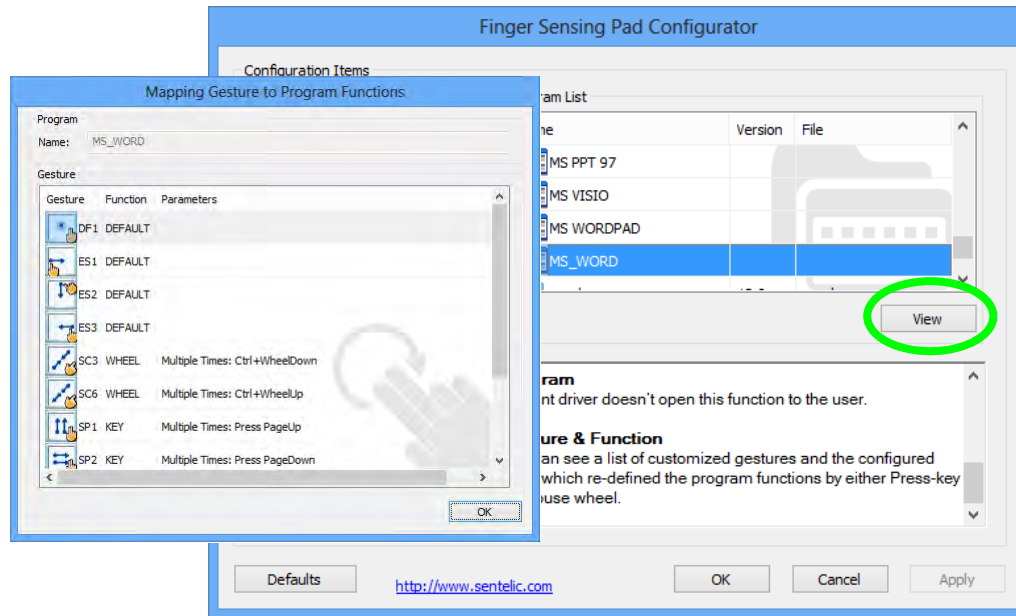 Finger Sensing Pad Configurator
Configuration Items
Mapping Gesture to Program Functions
Program
Name: MS_WORD
Gesture
Gesture Function Parameters
DF1 DEFAULT
ES1 DEFAULT
ES2 DEFAULT
ES3 DEFAULT
SC3 WHEEL Multiple Times: Ctrl+WheelDown
SC6 WHEEL Multiple Times: Ctrl+WheelUp
SP1 KEY Multiple Times: Press PageUp
SP2 KEY Multiple Times: Press PageDown
OK
ram List
ne Version File
MS PPT 97
MS VISIO
MS WORDPAD
MS_WORD
View
ram
nt driver doesn't open this function to the user.
ure & Function
an see a list of customized gestures and the configured
which re-defined the program functions by either Press-key
use wheel.
Defaults http://www.sentelic.com OK Cancel Apply